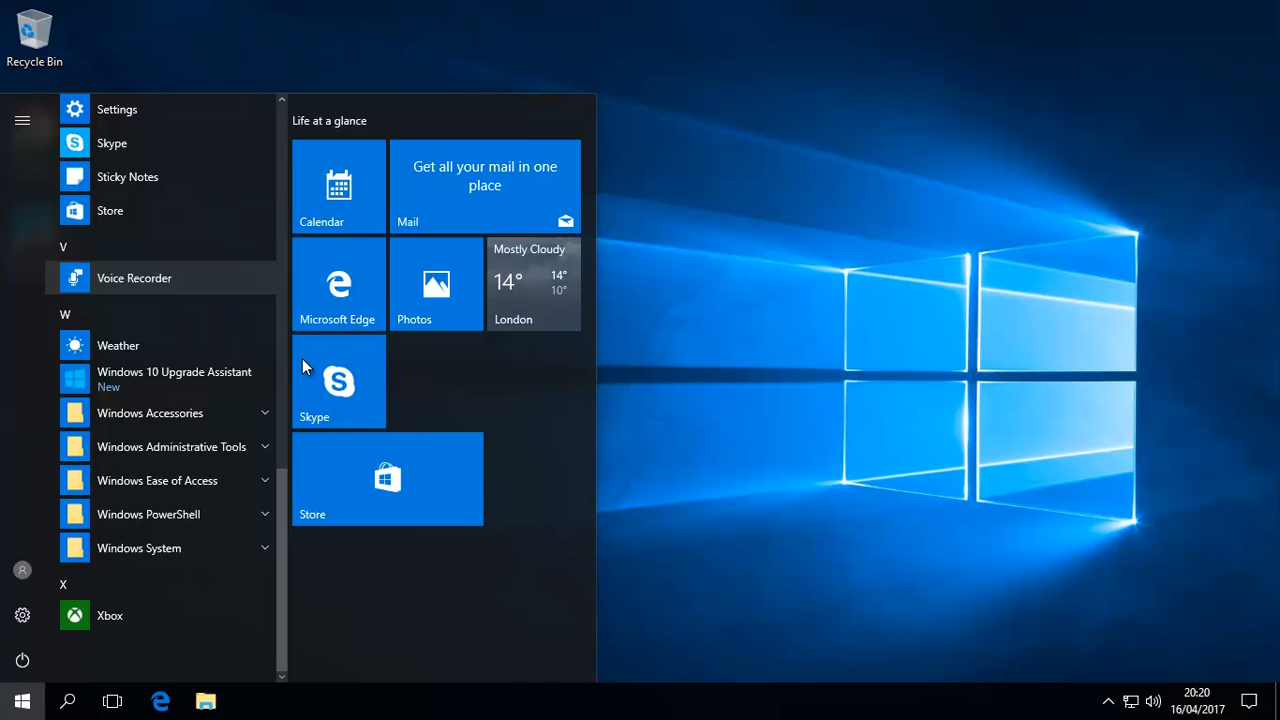 Recycle Bin
Settings
Skype
Sticky Notes
Store
V
Voice Recorder
W
Weather
Windows 10 Upgrade Assistant
New
Windows Accessories
Windows Administrative Tools
Windows Ease of Access
Windows PowerShell
Windows System
X
Xbox
Life at a glance
Calendar
Get all your mail in one
place
Mail
Microsoft Edge
Photos
Mostly Cloudy
14° 14°
10°
London
Skype
Store
20:20
16/04/2017